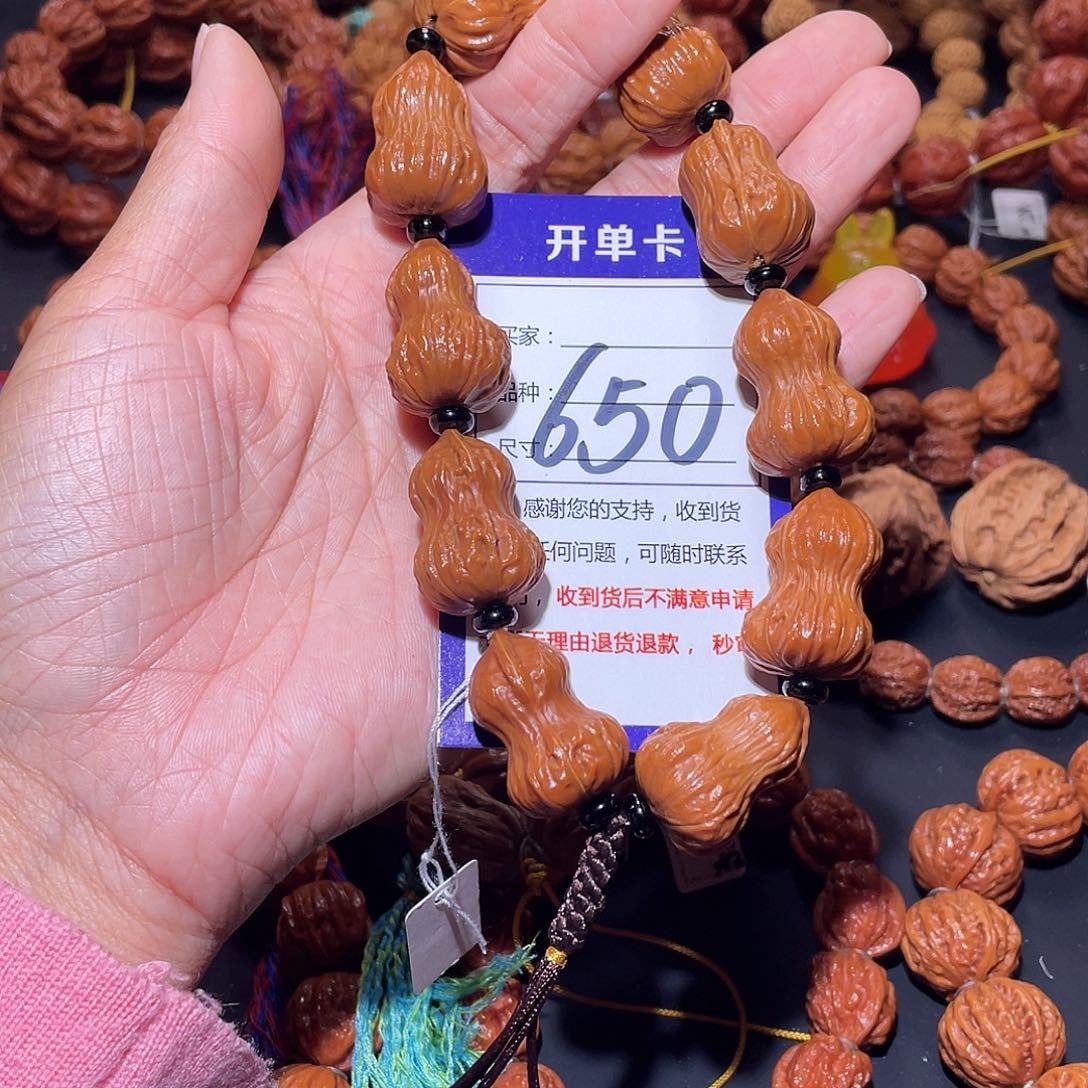 开单卡
买家：
品种：
650
尺寸：
感谢您的支持，收到货
任何问题，可随时联系
，收到货后不满意申请
无理由退货退款，秒